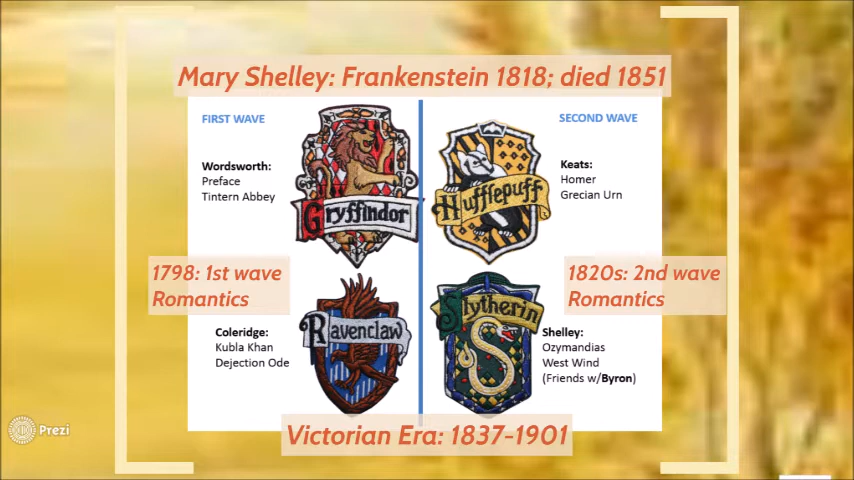 Mary Shelley: Frankenstein 1818; died 1851
FIRST WAVE
SECOND WAVE
Wordsworth:
Preface
Tintern Abbey
Gryffindor
Hufflepuff
Keats:
Homer
Grecian Urn
1798: 1st wave
Romantics
1820s: 2nd wave
Romantics
Coleridge:
Kubla Khan
Dejection Ode
Ravenclaw
Slytherin
Shelley:
Ozymandias
West Wind
(Friends w/Byron)
Prezi
Victorian Era: 1837-1901